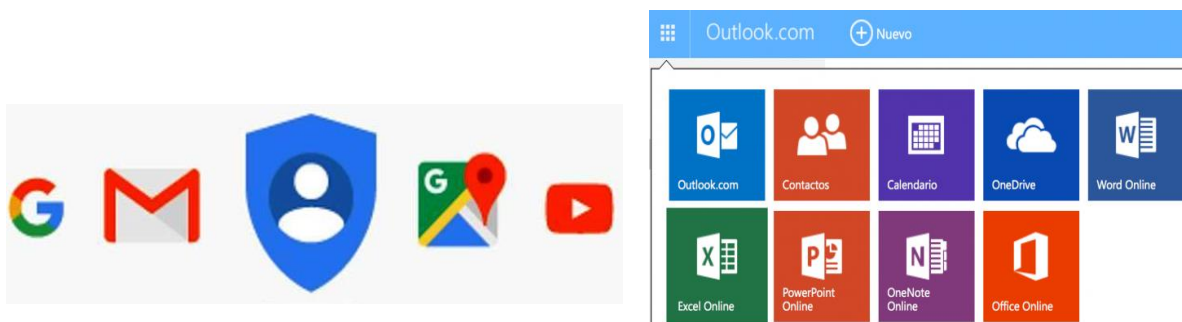 G
G
Outlook.com
Nuevo
Outlook.com
Contactos
Calendario
OneDrive
Word Online
Excel Online
PowerPoint
Online
OneNote
Online
Office Online